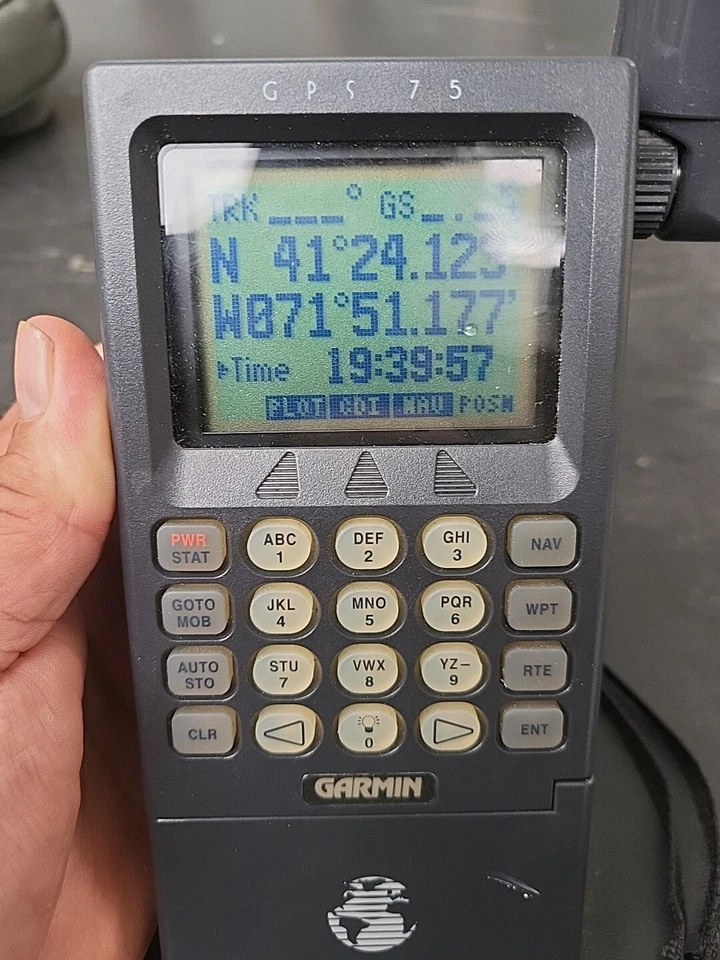 GPS 75
TRK ___° GS_._
N 41°24.123'
W071°51.177'
▸Time 19:39:57
PLOT CDI NAV POSN
PWR STAT ABC 1 DEF 2 GHI 3 NAV
GOTO MOB JKL 4 MNO 5 PQR 6 WPT
AUTO STO STU 7 VWX 8 YZ– 9 RTE
CLR 0 ENT
GARMIN